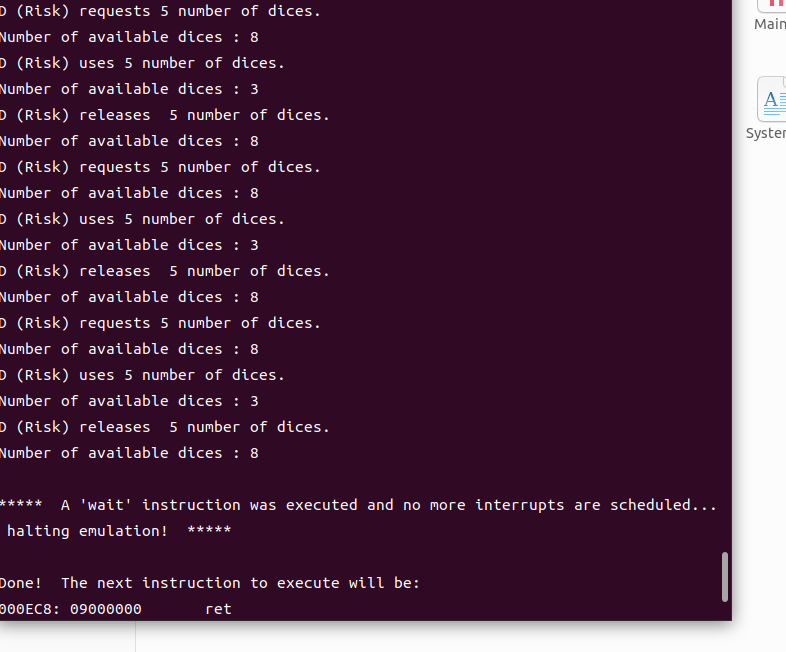 D (Risk) requests 5 number of dices.
Number of available dices : 8
D (Risk) uses 5 number of dices.
Number of available dices : 3
D (Risk) releases  5 number of dices.
Number of available dices : 8
D (Risk) requests 5 number of dices.
Number of available dices : 8
D (Risk) uses 5 number of dices.
Number of available dices : 3
D (Risk) releases  5 number of dices.
Number of available dices : 8
D (Risk) requests 5 number of dices.
Number of available dices : 8
D (Risk) uses 5 number of dices.
Number of available dices : 3
D (Risk) releases  5 number of dices.
Number of available dices : 8
*****  A 'wait' instruction was executed and no more interrupts are scheduled...
halting emulation!  *****
Done!  The next instruction to execute will be:
000EC8: 09000000       ret
Main
A
System